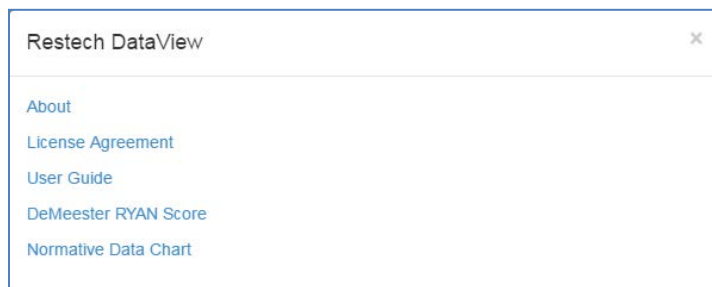 Restech DataView
×
About
License Agreement
User Guide
DeMeester RYAN Score
Normative Data Chart